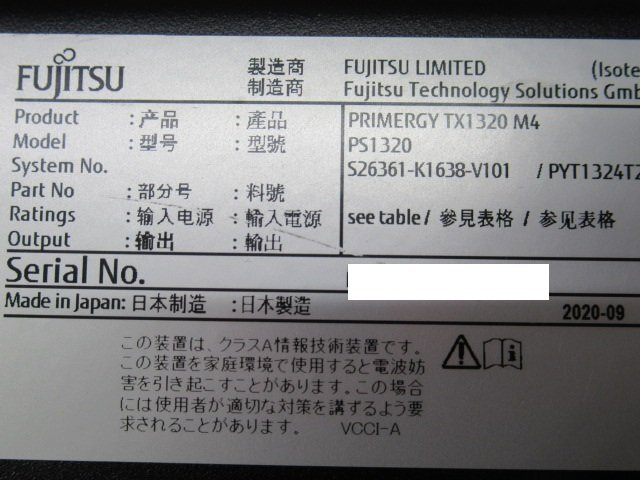 FUJITSU 製造商 FUJITSU LIMITED (Isote
制造商 Fujitsu Technology Solutions Gmb
Product : 产品 : 產品 PRIMERGY TX1320 M4
Model : 型号 : 型號 PS1320
System No. S26361-K1638-V101 / PYT1324T2
Part No : 部分号 : 料號
Ratings : 输入电源 : 輸入電源 see table / 參見表格 / 参见表格
Output : 输出 : 輸出
Serial No.
Made in Japan: 日本制造 : 日本製造 2020-09
この装置は、クラスA情報技術装置です。
この装置を家庭環境で使用すると電波妨
害を引き起こすことがあります。この場合
には使用者が適切な対策を講ずるよう要
求されることがあります。 VCCI-A